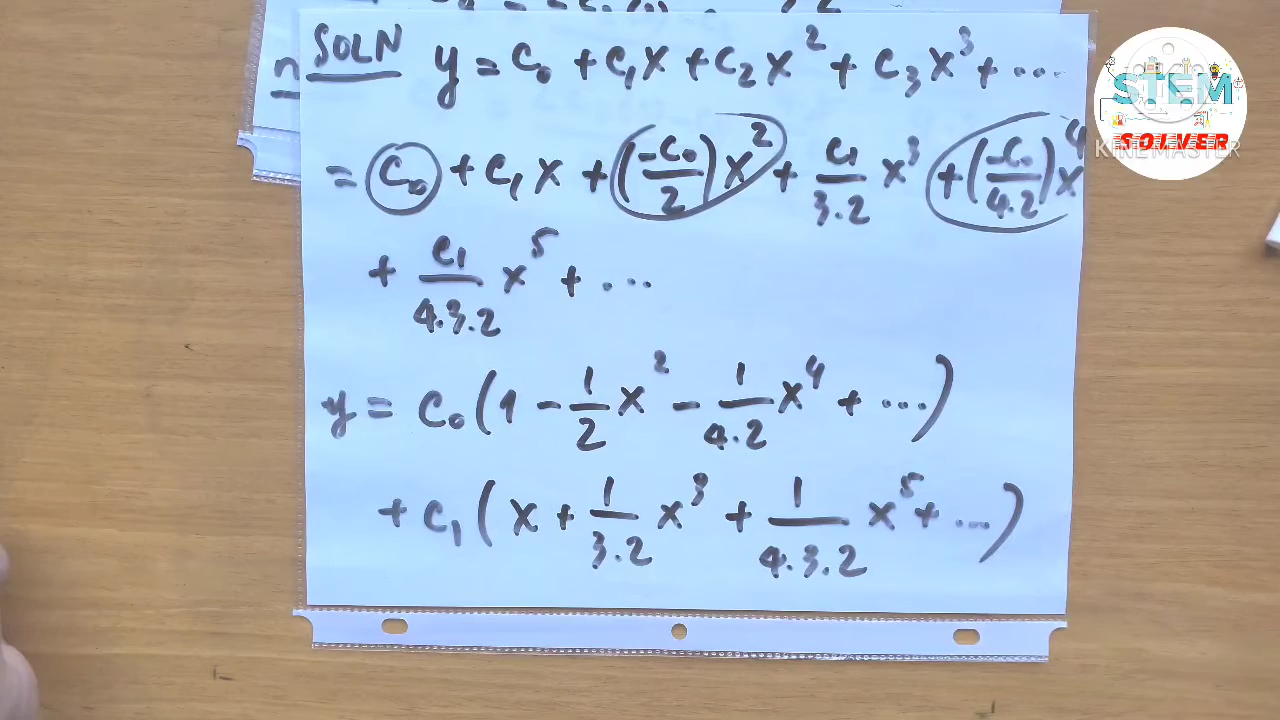 SOLN y = c₀ + c₁x + c₂x² + c₃x³ + ...
= c₀ + c₁x + (-c₀/2)x² + c₁/3.2 x³ + (-c₀/4.2)x⁴
+ c₁/4.3.2 x⁵ + ...
y = c₀(1 - 1/2 x² - 1/4.2 x⁴ + ...)
+ c₁(x + 1/3.2 x³ + 1/4.3.2 x⁵ + ...)
STEM
SOLVER
KINEMASTER